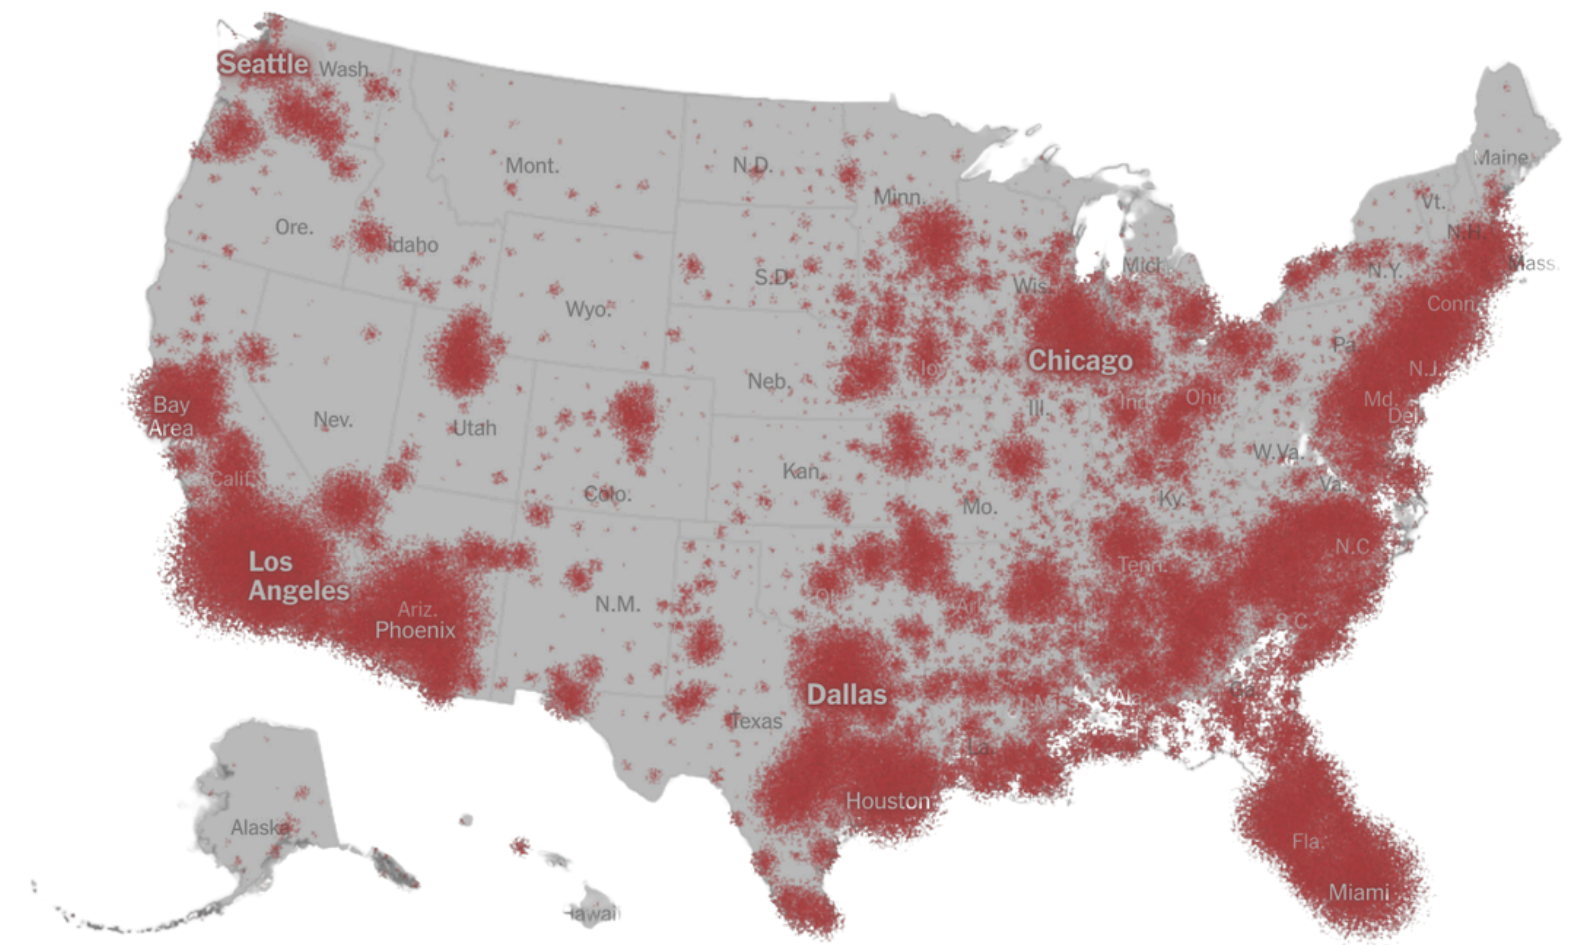 Seattle
Wash.
Mont.
N.D.
Minn.
Maine
Vt.
N.H.
Mass.
Ore.
Idaho
S.D.
Wis.
Mich.
N.Y.
Conn.
Wyo.
Chicago
Pa.
N.J.
Neb.
Bay
Area
Nev.
Utah
Ill.
Ind.
Ohio
Md.
Del.
Calif.
Colo.
Kan.
Mo.
Ky.
W.Va.
Va.
Los
Angeles
Ariz.
Phoenix
N.M.
Tenn.
N.C.
S.C.
Dallas
Texas
La.
Ala.
Ga.
Houston
Alaska
Fla.
Miami